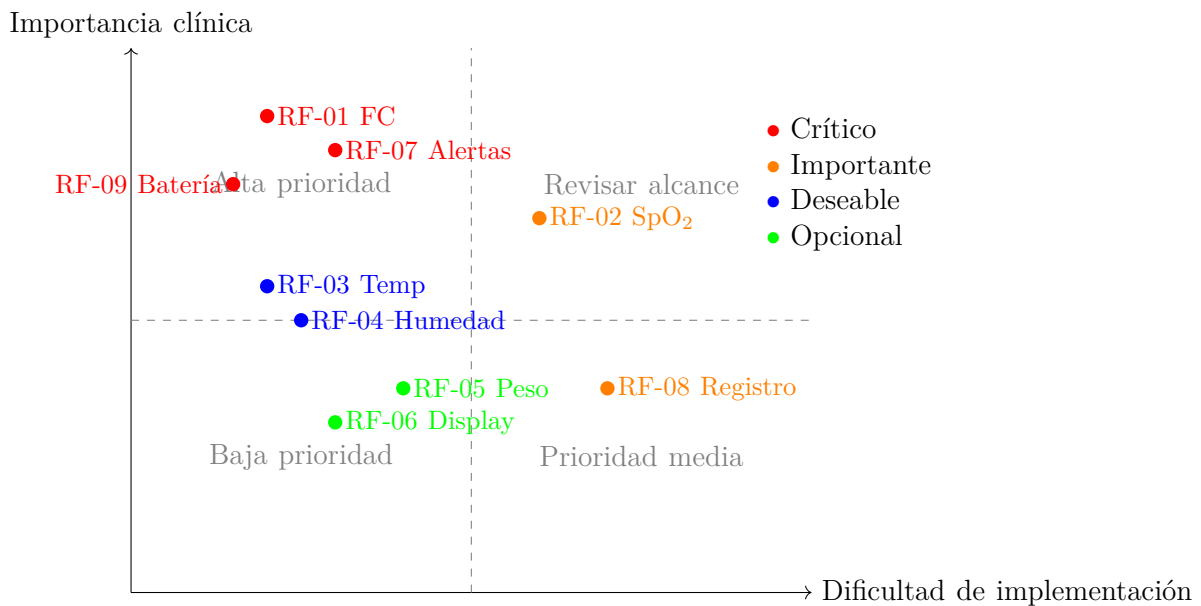 Importancia clínica
RF-01 FC
Crítico
RF-07 Alertas
Importante
RF-09 Batería
Alta prioridad
Revisar alcance
Deseable
RF-02 SpO₂
Opcional
RF-03 Temp
RF-04 Humedad
RF-05 Peso
RF-08 Registro
RF-06 Display
Baja prioridad
Prioridad media
Dificultad de implementación